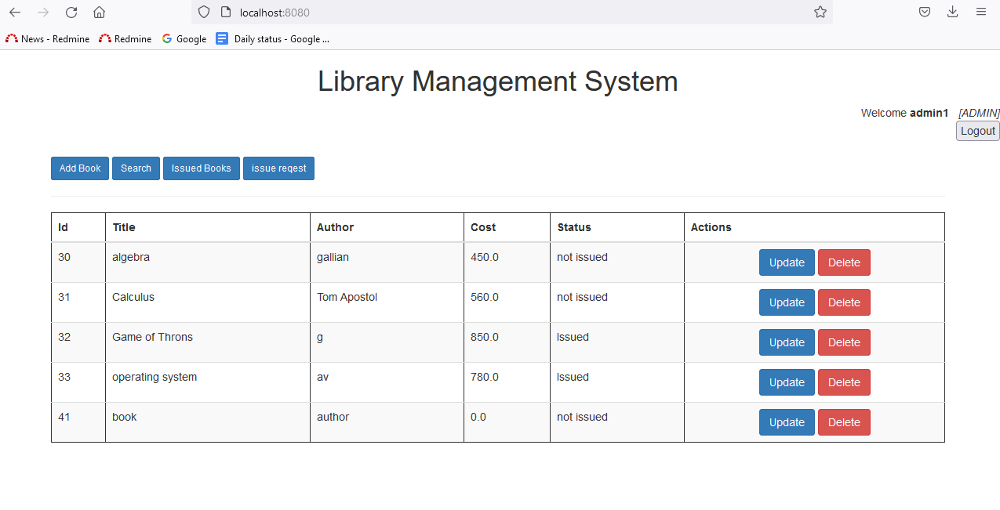 localhost:8080
News - Redmine Redmine Google Daily status - Google ...
Library Management System
Welcome admin1 [ADMIN]
Logout
Add Book Search Issued Books issue reqest
Id Title Author Cost Status Actions
30 algebra gallian 450.0 not issued Update Delete
31 Calculus Tom Apostol 560.0 not issued Update Delete
32 Game of Throns g 850.0 Issued Update Delete
33 operating system av 780.0 Issued Update Delete
41 book author 0.0 not issued Update Delete